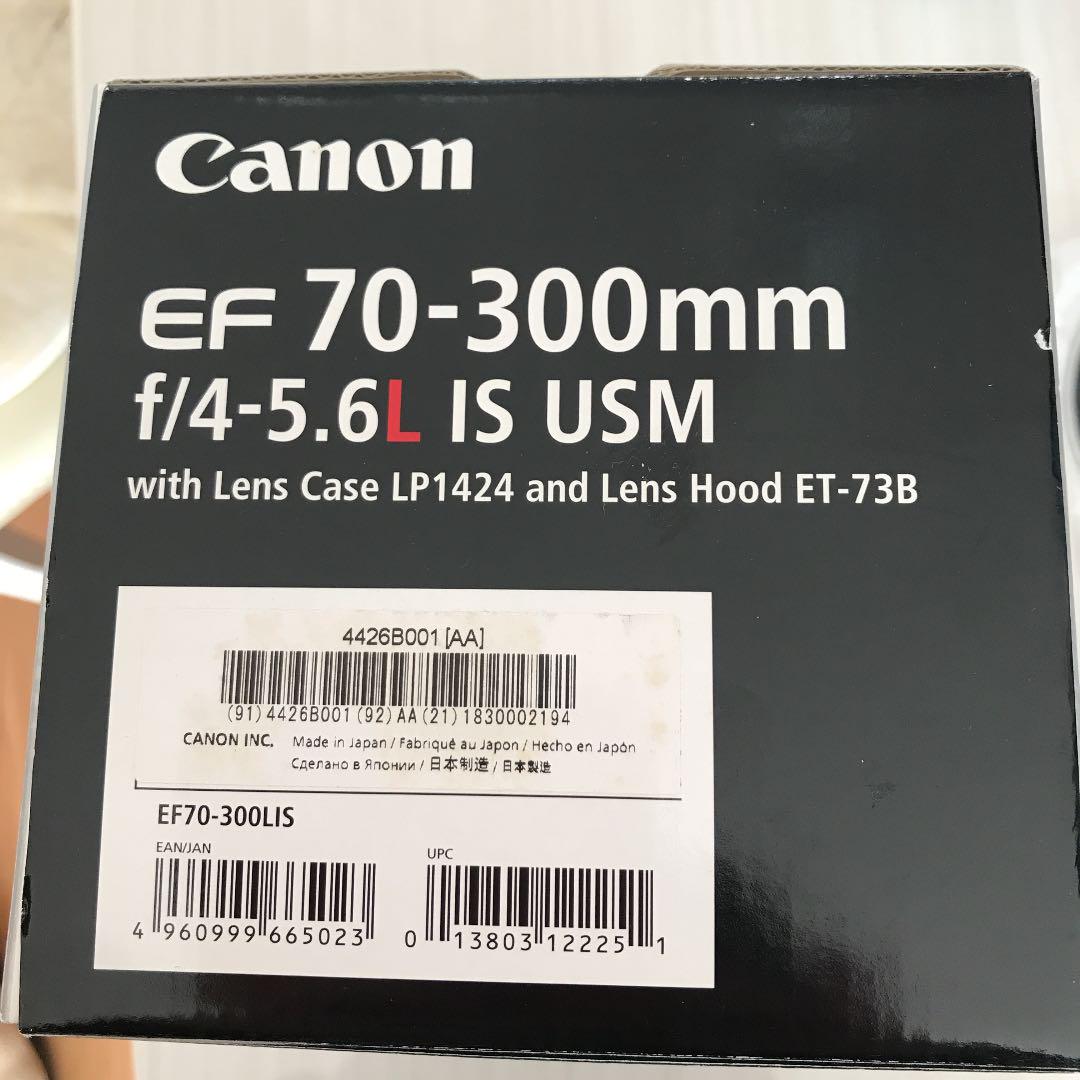 Canon
EF 70-300mm
f/4-5.6L IS USM
with Lens Case LP1424 and Lens Hood ET-73B
4426B001 [AA]
(91)4426B001(92)AA(21)1830002194
CANON INC. Made in Japan / Fabriqué au Japon / Hecho en Japón
Сделано в Японии / 日本制造 / 日本製造
EF70-300LIS
EAN/JAN
UPC
4 960999 665023
0 13803 12225 1